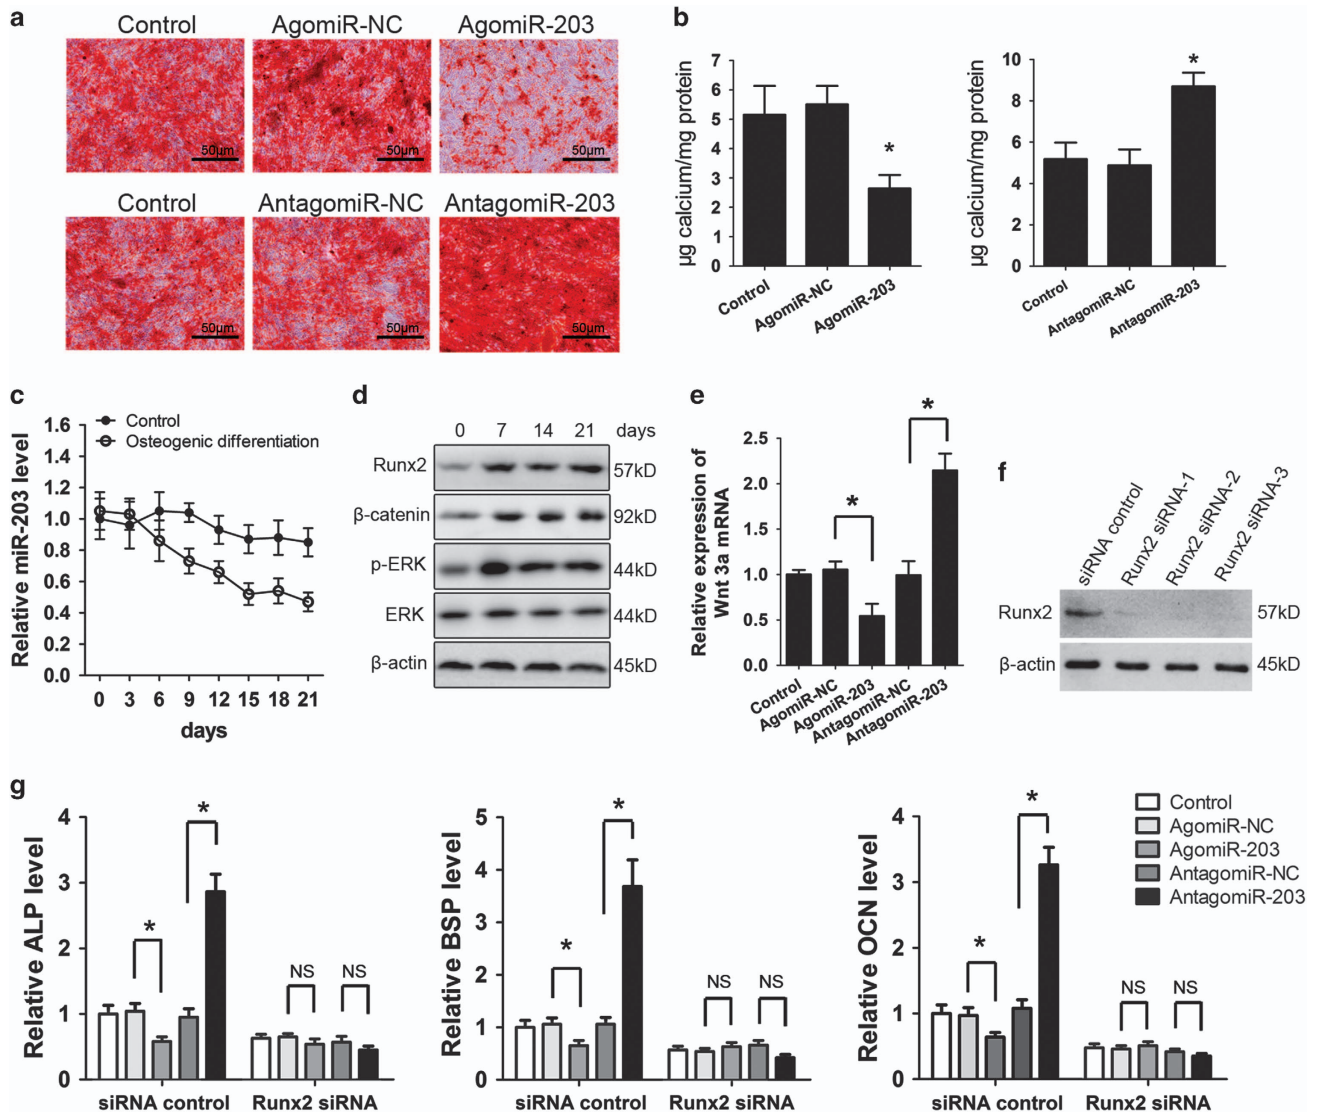 a
Control
AgomiR-NC
AgomiR-203
50μm
50μm
50μm
Control
AntagomiR-NC
AntagomiR-203
50μm
50μm
50μm
b
μg calcium/mg protein
7
6
5
4
3
2
1
0
*
Control
AgomiR-NC
AgomiR-203
μg calcium/mg protein
10
8
6
4
2
0
*
Control
AntagomiR-NC
AntagomiR-203
c
Control
Osteogenic differentiation
Relative miR-203 level
1.6
1.4
1.2
1.0
0.8
0.6
0.4
0.2
0.0
0 3 6 9 12 15 18 21
days
d
0 7 14 21 days
Runx2 57kD
β-catenin 92kD
p-ERK 44kD
ERK 44kD
β-actin 45kD
e
Relative expression of
Wnt 3a mRNA
2.5
2.0
1.5
1.0
0.5
0.0
*
*
Control
AgomiR-NC
AgomiR-203
AntagomiR-NC
AntagomiR-203
f
siRNA control
Runx2 siRNA-1
Runx2 siRNA-2
Runx2 siRNA-3
Runx2 57kD
β-actin 45kD
g
Relative ALP level
4
3
2
1
0
*
*
NS
NS
siRNA control
Runx2 siRNA
Relative BSP level
5
4
3
2
1
0
*
*
NS
NS
siRNA control
Runx2 siRNA
Relative OCN level
4
3
2
1
0
*
*
NS
NS
siRNA control
Runx2 siRNA
Control
AgomiR-NC
AgomiR-203
AntagomiR-NC
AntagomiR-203